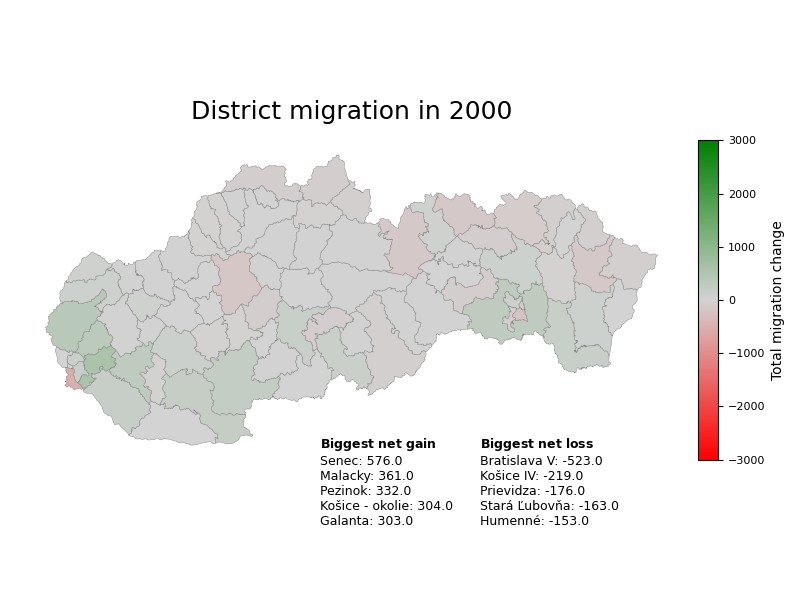 District migration in 2000
3000
2000
1000
0
−1000
−2000
−3000
Total migration change
Biggest net gain
Senec: 576.0
Malacky: 361.0
Pezinok: 332.0
Košice - okolie: 304.0
Galanta: 303.0
Biggest net loss
Bratislava V: -523.0
Košice IV: -219.0
Prievidza: -176.0
Stará Ľubovňa: -163.0
Humenné: -153.0